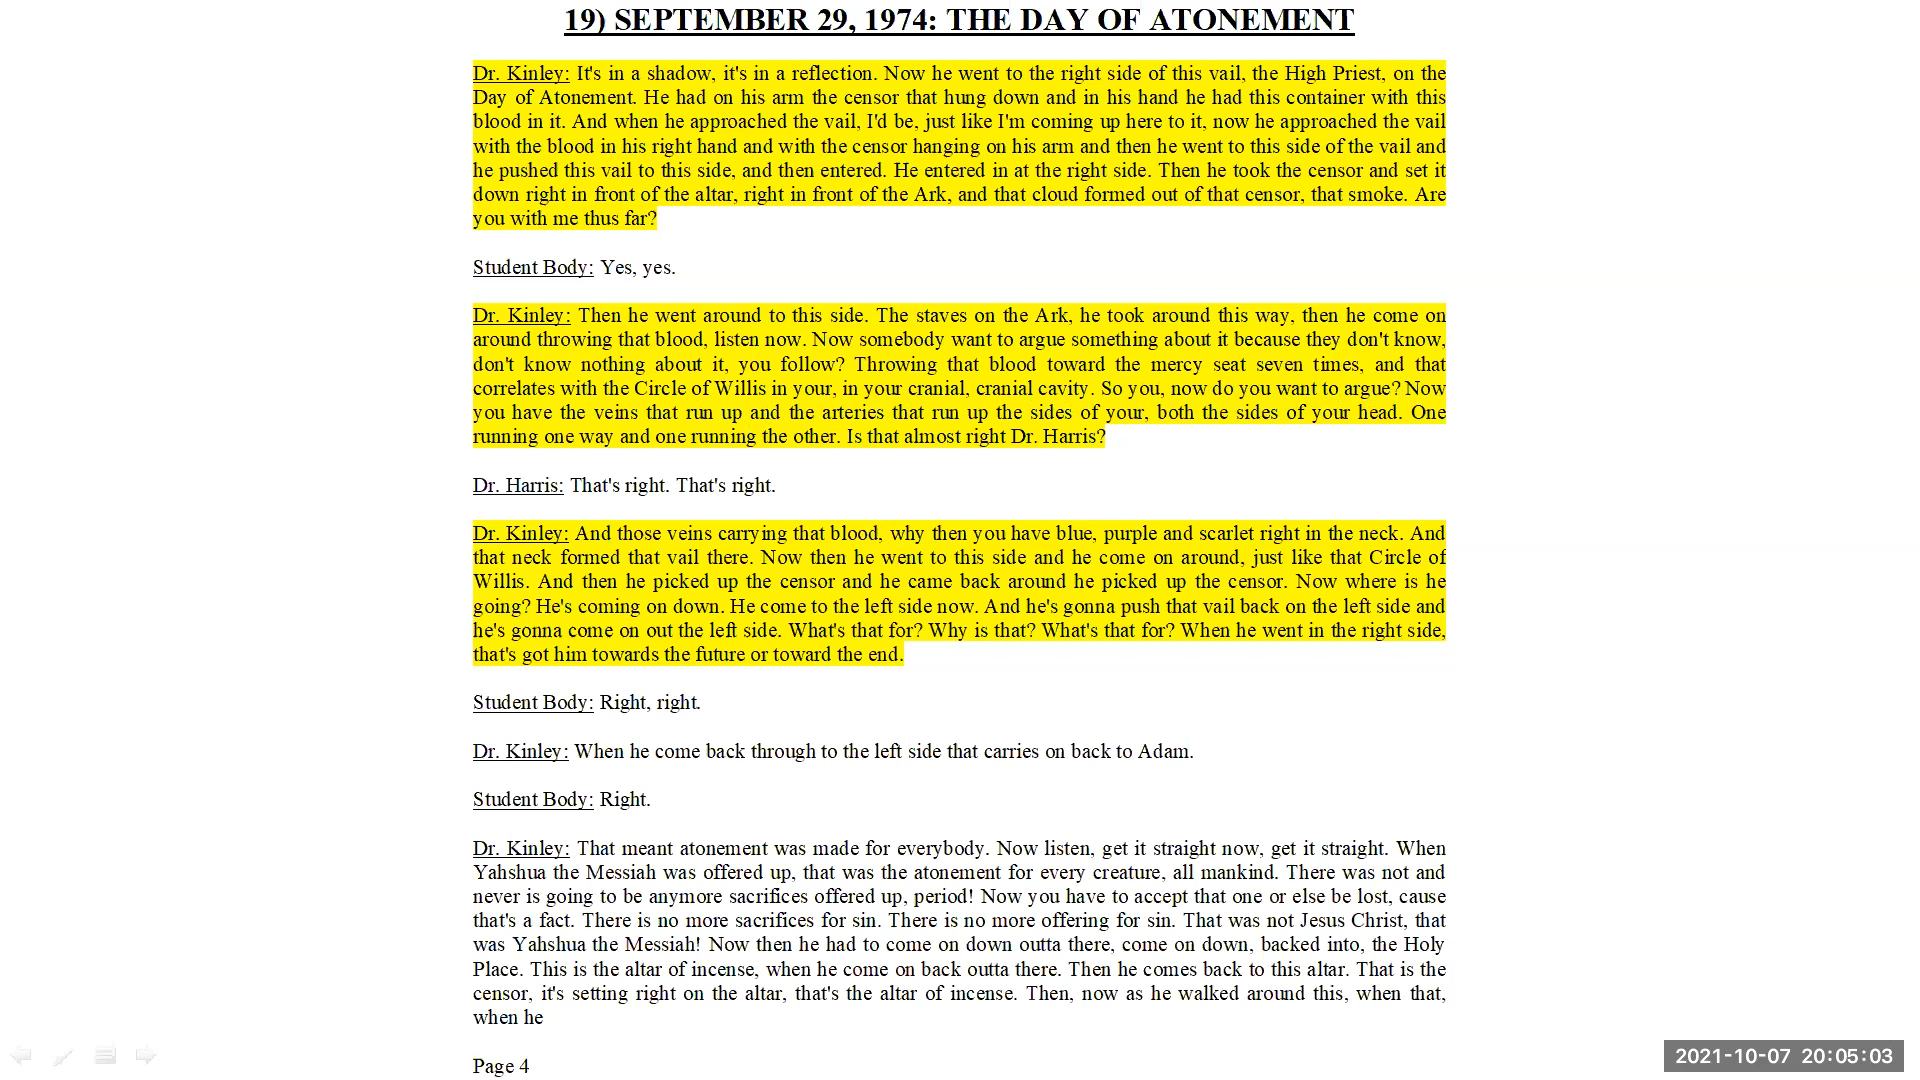 19) SEPTEMBER 29, 1974: THE DAY OF ATONEMENT
Dr. Kinley: It's in a shadow, it's in a reflection. Now he went to the right side of this vail, the High Priest, on the
Day of Atonement. He had on his arm the censor that hung down and in his hand he had this container with this
blood in it. And when he approached the vail, I'd be, just like I'm coming up here to it, now he approached the vail
with the blood in his right hand and with the censor hanging on his arm and then he went to this side of the vail and
he pushed this vail to this side, and then entered. He entered in at the right side. Then he took the censor and set it
down right in front of the altar, right in front of the Ark, and that cloud formed out of that censor, that smoke. Are
you with me thus far?
Student Body: Yes, yes.
Dr. Kinley: Then he went around to this side. The staves on the Ark, he took around this way, then he come on
around throwing that blood, listen now. Now somebody want to argue something about it because they don't know,
don't know nothing about it, you follow? Throwing that blood toward the mercy seat seven times, and that
correlates with the Circle of Willis in your, in your cranial, cranial cavity. So you, now do you want to argue? Now
you have the veins that run up and the arteries that run up the sides of your, both the sides of your head. One
running one way and one running the other. Is that almost right Dr. Harris?
Dr. Harris: That's right. That's right.
Dr. Kinley: And those veins carrying that blood, why then you have blue, purple and scarlet right in the neck. And
that neck formed that vail there. Now then he went to this side and he come on around, just like that Circle of
Willis. And then he picked up the censor and he came back around he picked up the censor. Now where is he
going? He's coming on down. He come to the left side now. And he's gonna push that vail back on the left side and
he's gonna come on out the left side. What's that for? Why is that? What's that for? When he went in the right side,
that's got him towards the future or toward the end.
Student Body: Right, right.
Dr. Kinley: When he come back through to the left side that carries on back to Adam.
Student Body: Right.
Dr. Kinley: That meant atonement was made for everybody. Now listen, get it straight now, get it straight. When
Yahshua the Messiah was offered up, that was the atonement for every creature, all mankind. There was not and
never is going to be anymore sacrifices offered up, period! Now you have to accept that one or else be lost, cause
that's a fact. There is no more sacrifices for sin. There is no more offering for sin. That was not Jesus Christ, that
was Yahshua the Messiah! Now then he had to come on down outta there, come on down, backed into, the Holy
Place. This is the altar of incense, when he come on back outta there. Then he comes back to this altar. That is the
censor, it's setting right on the altar, that's the altar of incense. Then, now as he walked around this, when that,
when he
Page 4
2021-10-07 20:05:03